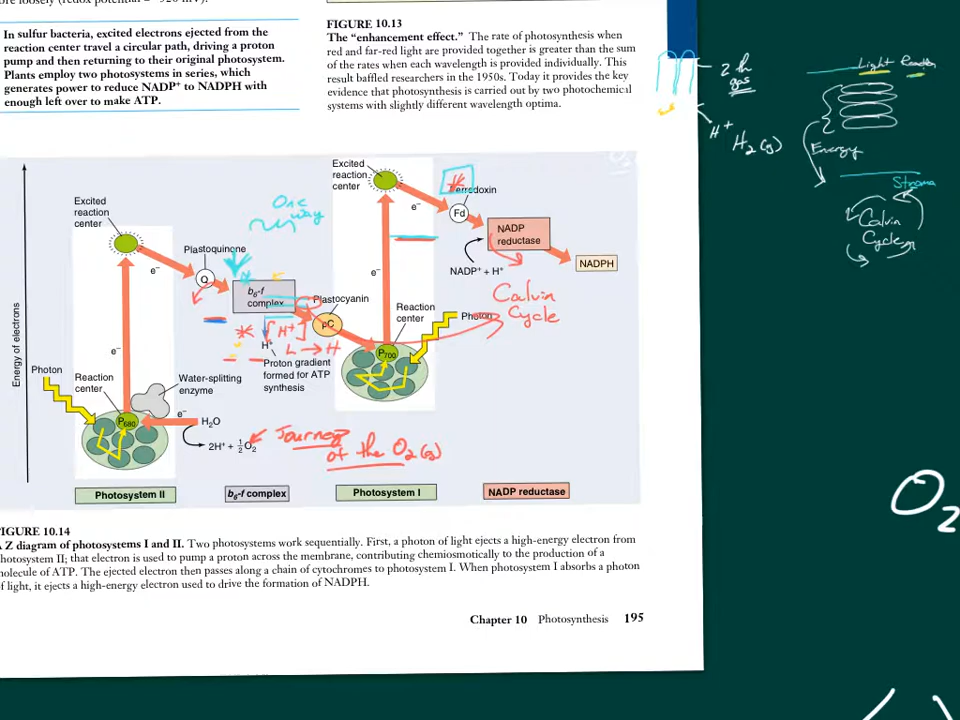 In sulfur bacteria, excited electrons ejected from the
reaction center travel a circular path, driving a proton
pump and then returning to their original photosystem.
Plants employ two photosystems in series, which
generates power to reduce NADP⁺ to NADPH with
enough left over to make ATP.
FIGURE 10.13
The “enhancement effect.” The rate of photosynthesis when
red and far-red light are provided together is greater than the sum
of the rates when each wavelength is provided individually. This
result baffled researchers in the 1950s. Today it provides the key
evidence that photosynthesis is carried out by two photochemical
systems with slightly different wavelength optima.
Energy of electrons
Excited
reaction
center
e⁻
Plastoquinone
Q
One
way
b₆-f
complex
H⁺
[H⁺]
L → H
Proton gradient
formed for ATP
synthesis
Plastocyanin
pC
Excited
reaction
center
e⁻
Ferredoxin
Fd
NADP
reductase
NADP⁺ + H⁺
NADPH
Calvin
Cycle
e⁻
Reaction
center
Photon
P₇₀₀
e⁻
Photon
Reaction
center
P₆₈₀
Water-splitting
enzyme
e⁻
H₂O
2H⁺ + ½O₂
Journey
of the O₂(g)
Photosystem II
b₆-f complex
Photosystem I
NADP reductase
FIGURE 10.14
A Z diagram of photosystems I and II. Two photosystems work sequentially. First, a photon of light ejects a high-energy electron from
photosystem II; that electron is used to pump a proton across the membrane, contributing chemiosmotically to the production of a
molecule of ATP. The ejected electron then passes along a chain of cytochromes to photosystem I. When photosystem I absorbs a photon
of light, it ejects a high-energy electron used to drive the formation of NADPH.
Chapter 10 Photosynthesis 195
gas
H⁺
H₂(g)
Light Reaction
Energy
Stroma
Calvin
Cycle
O₂